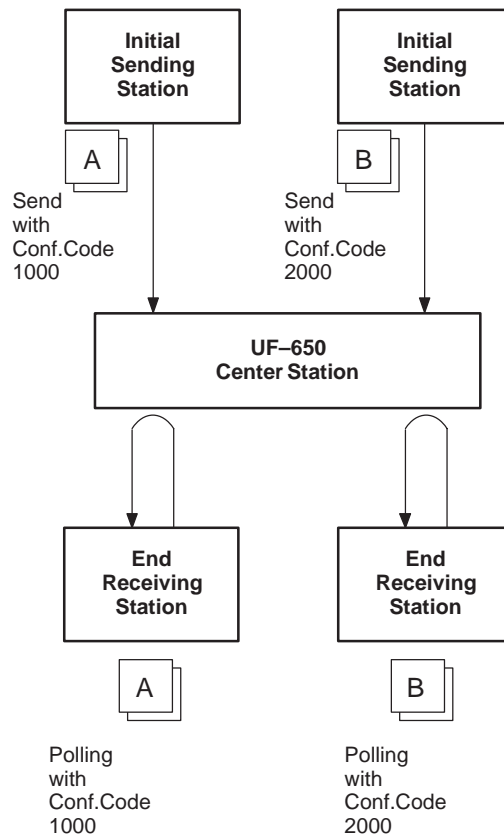 Initial
Sending
Station
Initial
Sending
Station
A
B
Send
with
Conf.Code
1000
Send
with
Conf.Code
2000
UF–650
Center Station
End
Receiving
Station
End
Receiving
Station
A
B
Polling
with
Conf.Code
1000
Polling
with
Conf.Code
2000